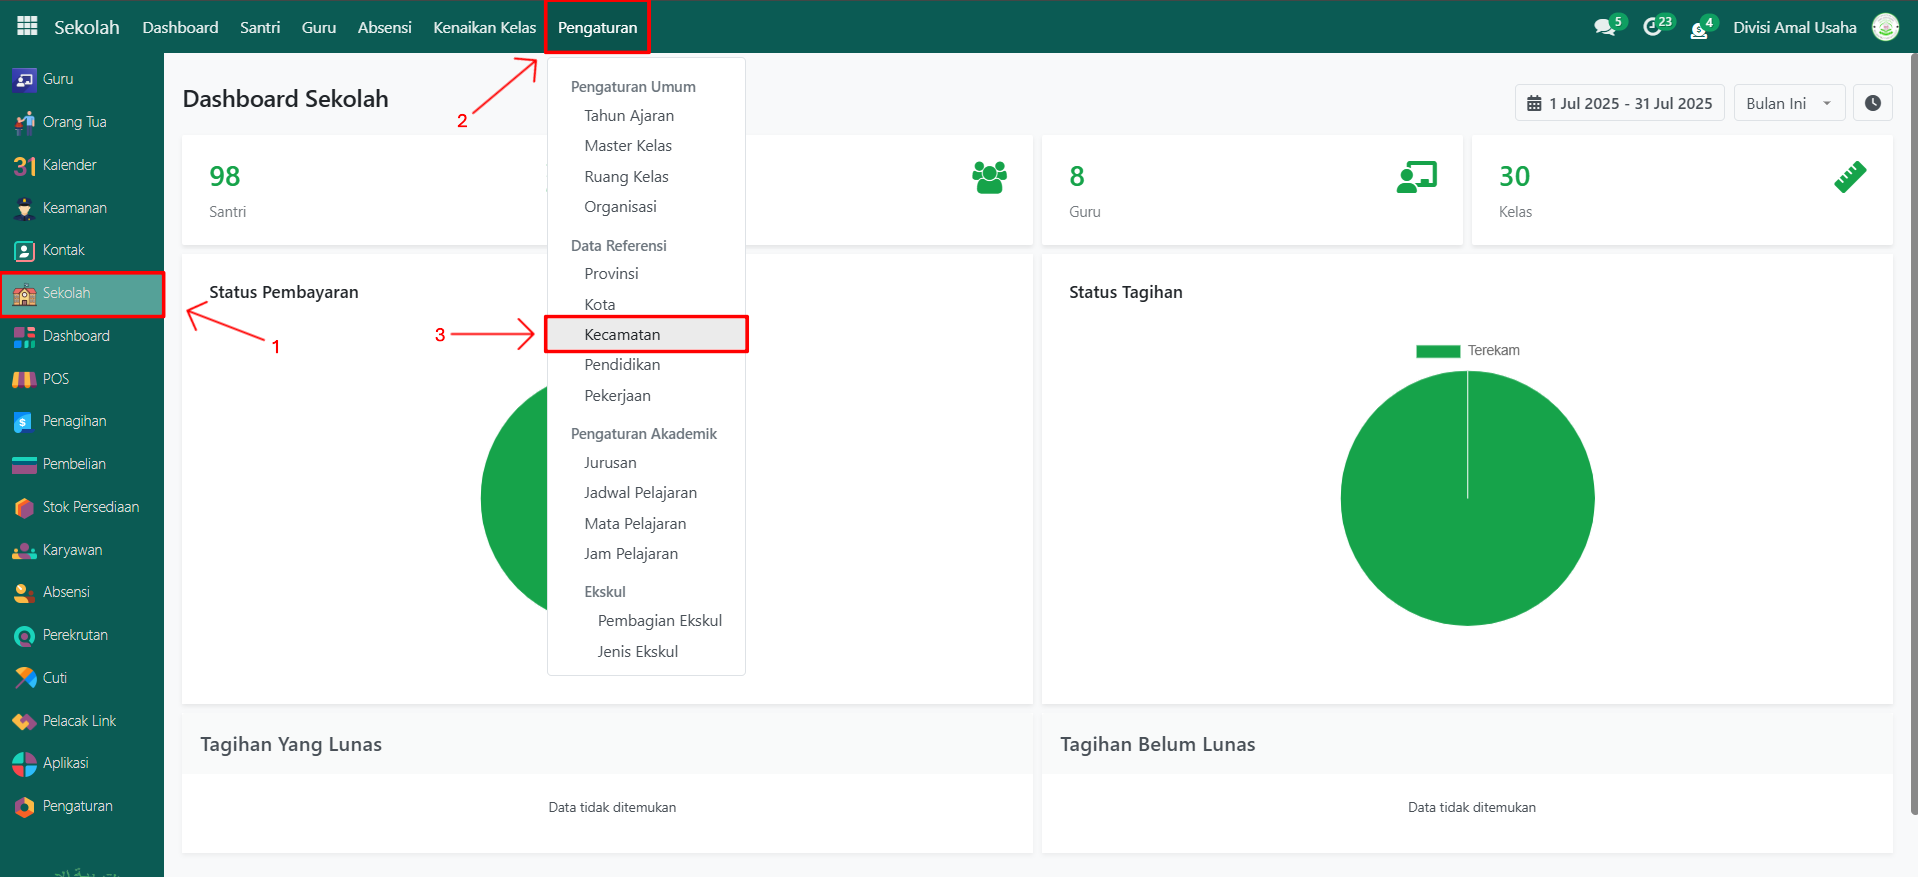 Sekolah
Dashboard
Santri
Guru
Absensi
Kenaikan Kelas
Pengaturan
5
23
4
Divisi Amal Usaha
Guru
Orang Tua
31 Kalender
Keamanan
Kontak
Sekolah
Dashboard
POS
Penagihan
Pembelian
Stok Persediaan
Karyawan
Absensi
Perekrutan
Cuti
Pelacak Link
Aplikasi
Pengaturan
1
2
3
Dashboard Sekolah
1 Jul 2025 - 31 Jul 2025
Bulan Ini
98
Santri
8
Guru
30
Kelas
Pengaturan Umum
Tahun Ajaran
Master Kelas
Ruang Kelas
Organisasi
Data Referensi
Provinsi
Kota
Kecamatan
Pendidikan
Pekerjaan
Pengaturan Akademik
Jurusan
Jadwal Pelajaran
Mata Pelajaran
Jam Pelajaran
Ekskul
Pembagian Ekskul
Jenis Ekskul
Status Pembayaran
Status Tagihan
Terekam
Tagihan Yang Lunas
Data tidak ditemukan
Tagihan Belum Lunas
Data tidak ditemukan